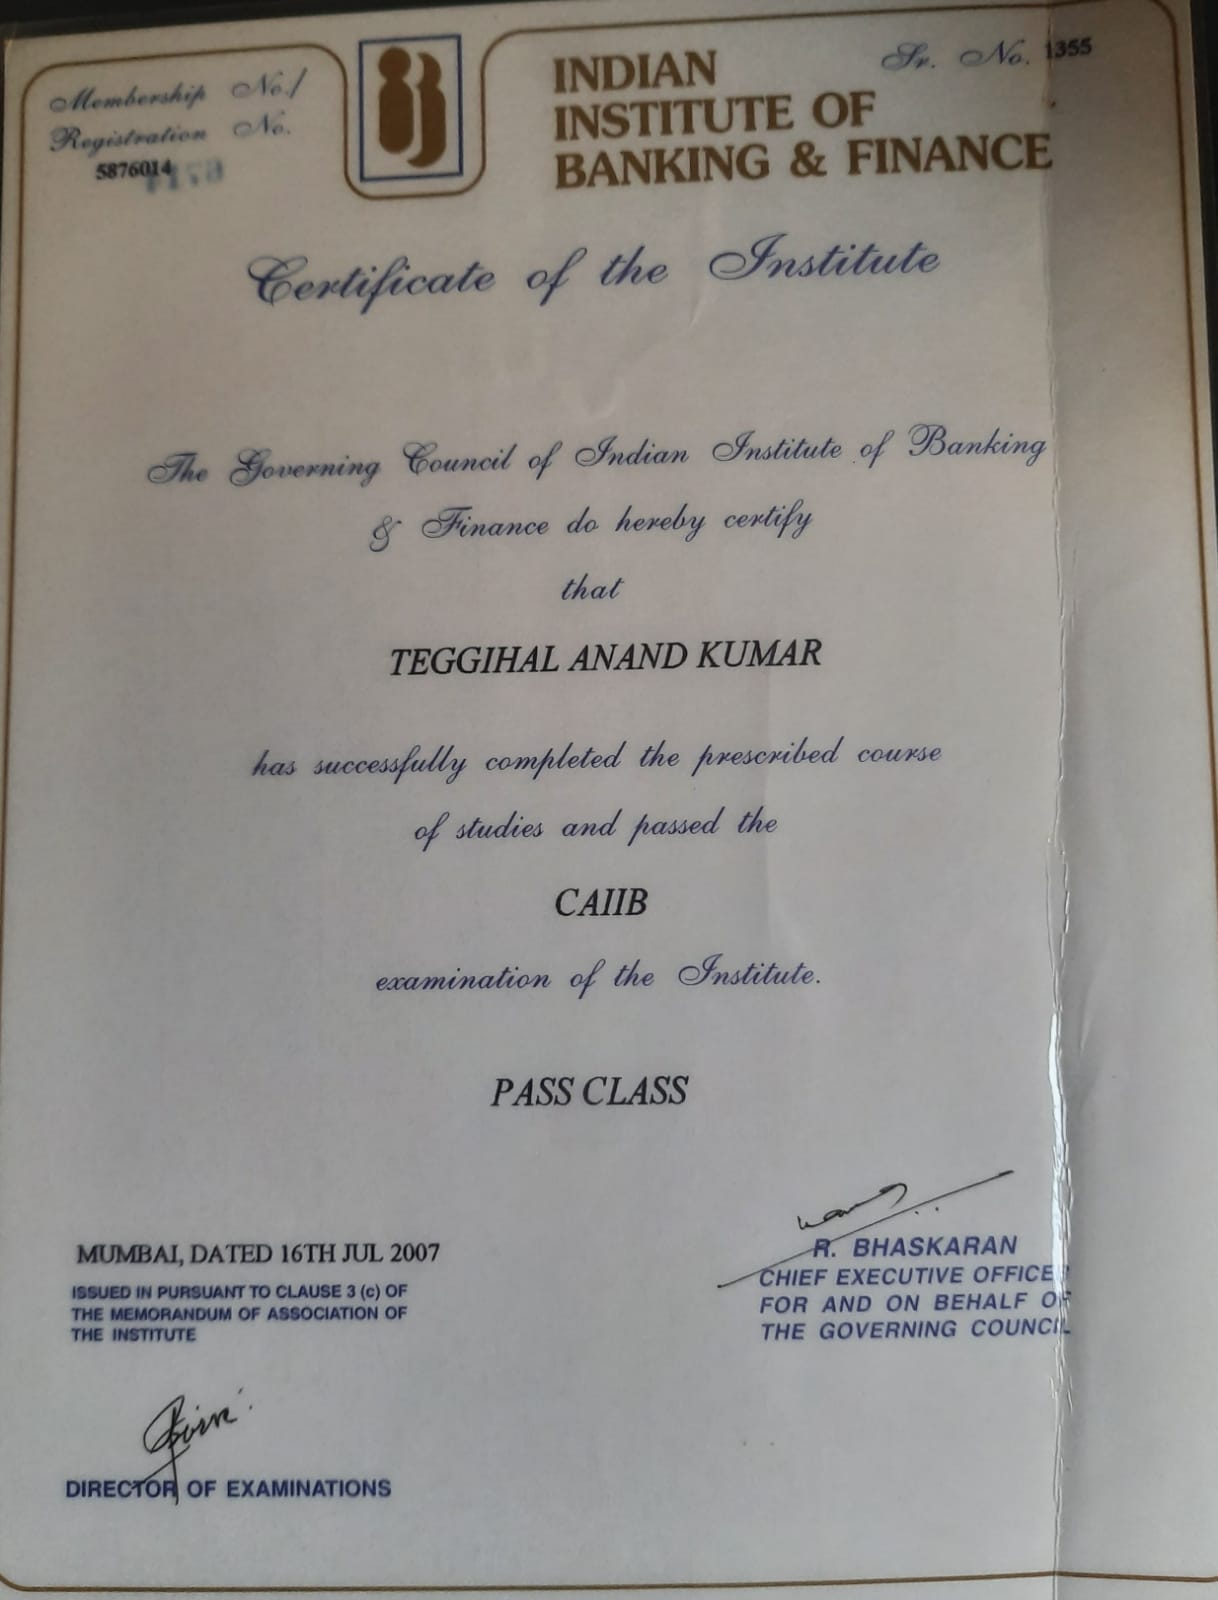 Membership No./
Registration No.
5876014
INDIAN
INSTITUTE OF
BANKING & FINANCE
Sr. No. 1355
Certificate of the Institute
The Governing Council of Indian Institute of Banking
& Finance do hereby certify
that
TEGGIHAL ANAND KUMAR
has successfully completed the prescribed course
of studies and passed the
CAIIB
examination of the Institute.
PASS CLASS
MUMBAI, DATED 16TH JUL 2007
ISSUED IN PURSUANT TO CLAUSE 3 (c) OF
THE MEMORANDUM OF ASSOCIATION OF
THE INSTITUTE
R. BHASKARAN
CHIEF EXECUTIVE OFFICER
FOR AND ON BEHALF OF
THE GOVERNING COUNCIL
DIRECTOR OF EXAMINATIONS